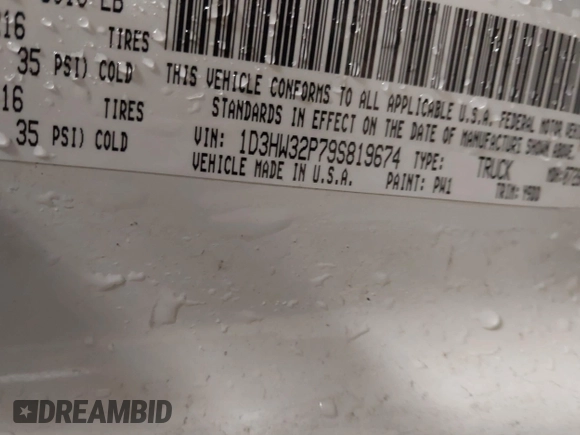 LB
16 TIRES
35 PSI) COLD
16 TIRES
35 PSI) COLD
THIS VEHICLE CONFORMS TO ALL APPLICABLE U.S.A. FEDERAL MOTOR
STANDARDS IN EFFECT ON THE DATE OF MANUFACTURE SHOWN ABOVE.
VIN: 1D3HW32P79S819674 TYPE: TRUCK
VEHICLE MADE IN U.S.A. PAINT: PW1 TRIM:
DREAMBID